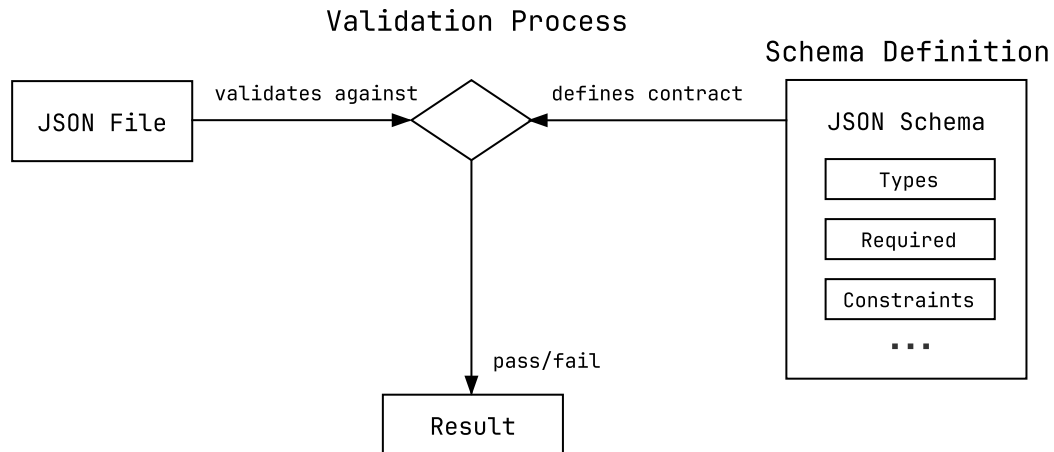 Validation Process
Schema Definition
JSON File
validates against
defines contract
JSON Schema
Types
Required
Constraints
...
pass/fail
Result